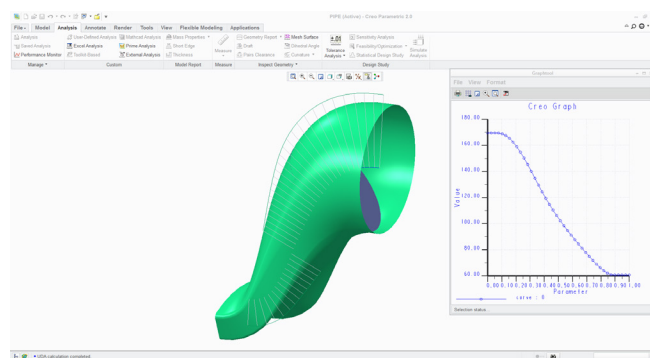 PIPE (Active) - Creo Parametric 2.0
File Model Analysis Annotate Render Tools View Flexible Modeling Applications
Analysis User-Defined Analysis Mathcad Analysis Mass Properties Geometry Report Mesh Surface Sensitivity Analysis
Saved Analysis Excel Analysis Prime Analysis Short Edge Measure Draft Dihedral Angle Tolerance Analysis Feasibility/Optimization Simulate Analysis
Performance Monitor External Analysis Thickness Pairs Clearance Curvature Statistical Design Study
Manage Custom Model Report Measure Inspect Geometry Design Study
Graphtool
File View Format
Creo Graph
180.00
160.00
140.00
120.00
100.00
80.00
60.00
Value
0.00 0.10 0.20 0.30 0.40 0.50 0.60 0.70 0.80 0.90 1.00
Parameter
curve : 0
Selection status...
UDA calculation completed.